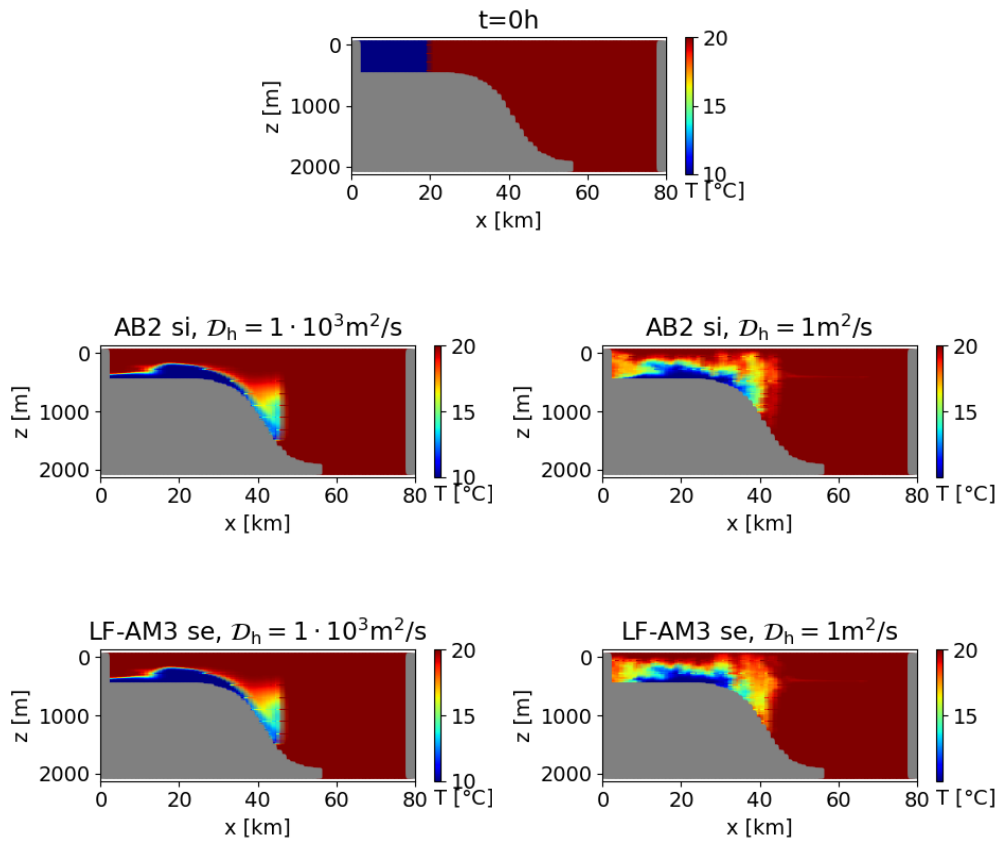 t=0h
0
1000
2000
z [m]
0 20 40 60 80
x [km]
20
15
10
T [°C]
AB2 si, 𝒟h = 1 · 10³m²/s
0
1000
2000
z [m]
0 20 40 60 80
x [km]
20
15
10
T [°C]
AB2 si, 𝒟h = 1m²/s
0
1000
2000
z [m]
0 20 40 60 80
x [km]
20
15
T [°C]
LF-AM3 se, 𝒟h = 1 · 10³m²/s
0
1000
2000
z [m]
0 20 40 60 80
x [km]
20
15
10
T [°C]
LF-AM3 se, 𝒟h = 1m²/s
0
1000
2000
z [m]
0 20 40 60 80
x [km]
20
15
T [°C]